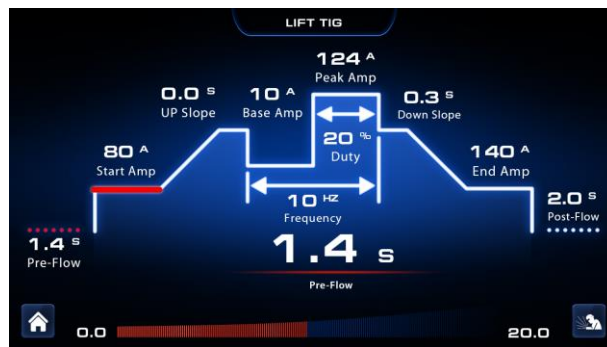 LIFT TIG
124 A
Peak Amp
0.0 S
UP Slope
10 A
Base Amp
0.3 S
Down Slope
20 %
Duty
80 A
Start Amp
140 A
End Amp
10 HZ
Frequency
2.0 S
Post-Flow
1.4 S
Pre-Flow
1.4 S
Pre-Flow
0.0
20.0